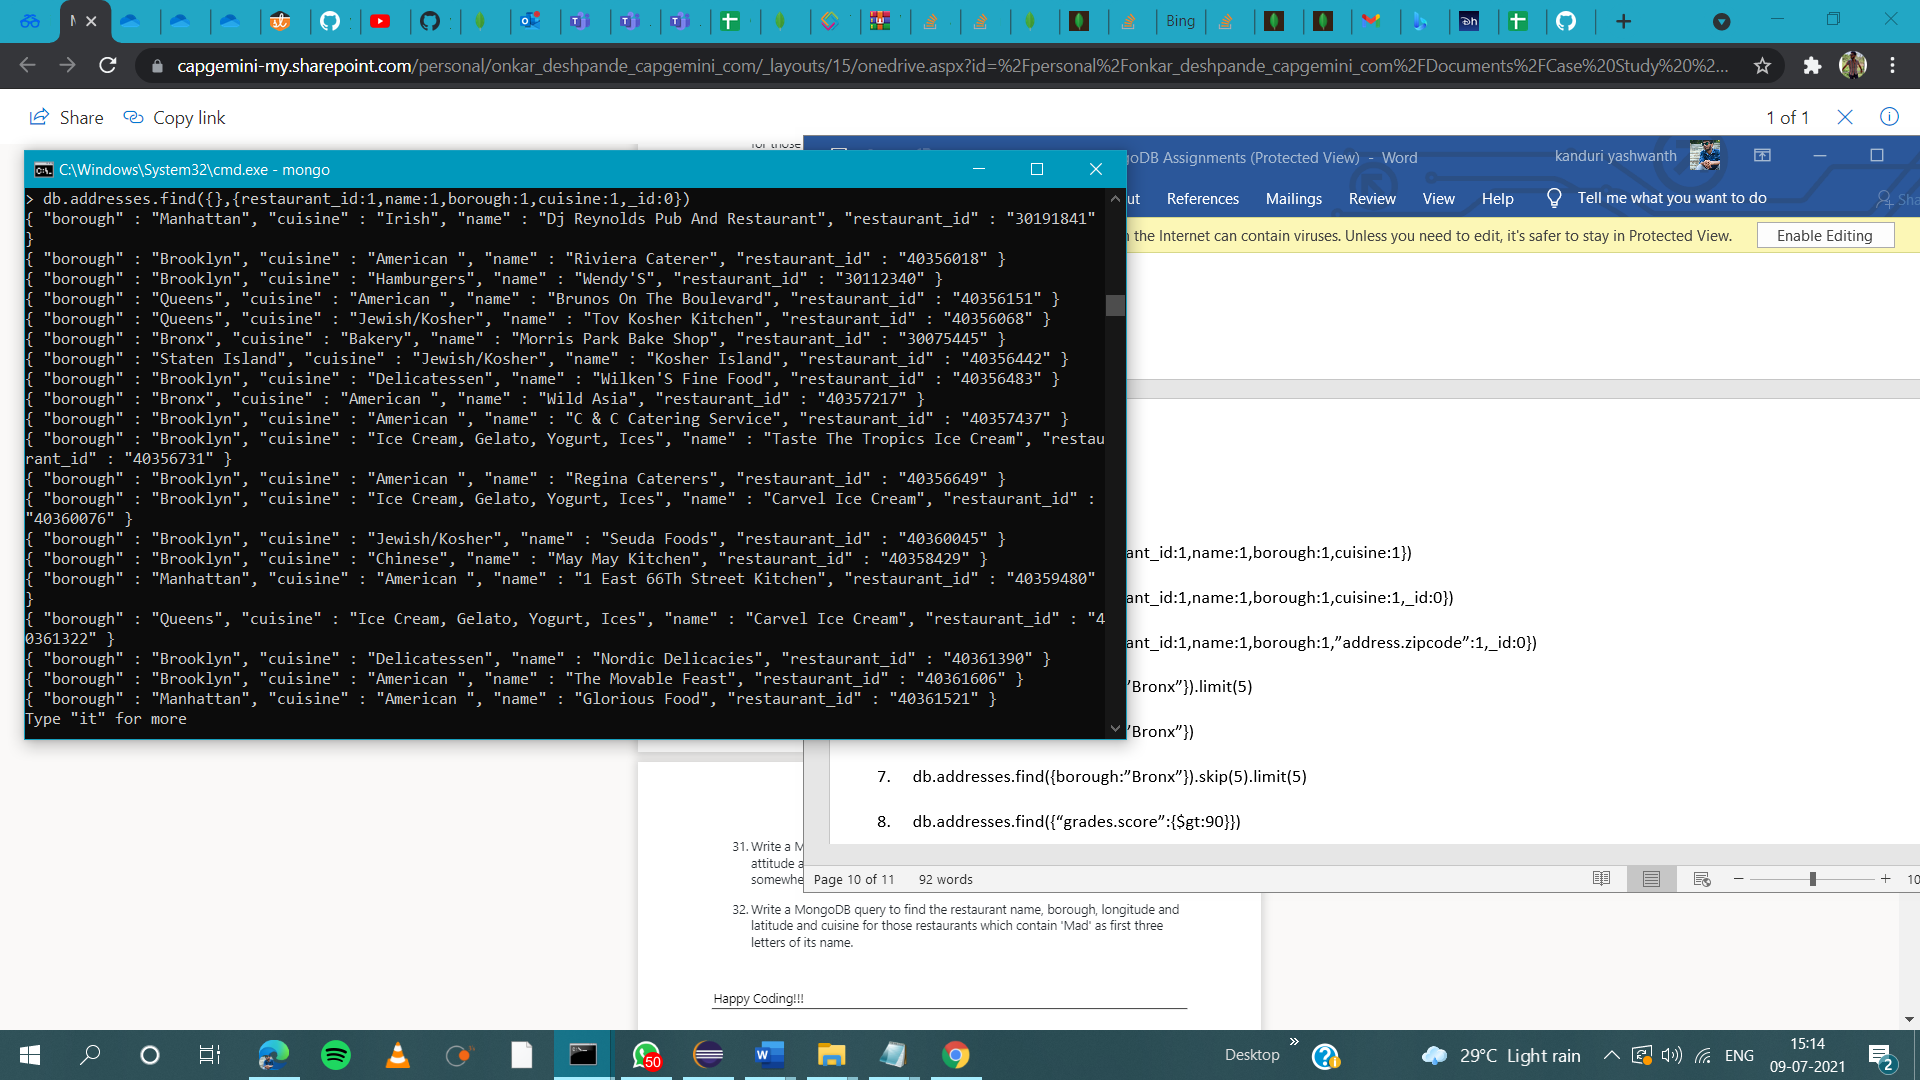 Bing
capgemini-my.sharepoint.com/personal/onkar_deshpande_capgemini_com/_layouts/15/onedrive.aspx?id=%2Fpersonal%2Fonkar_deshpande_capgemini_com%2FDocuments%2FCase%20Study%20%2...
Share
Copy link
1 of 1
for those
C:\Windows\System32\cmd.exe - mongo
> db.addresses.find({},{restaurant_id:1,name:1,borough:1,cuisine:1,_id:0})
{ "borough" : "Manhattan", "cuisine" : "Irish", "name" : "Dj Reynolds Pub And Restaurant", "restaurant_id" : "30191841"
}
{ "borough" : "Brooklyn", "cuisine" : "American ", "name" : "Riviera Caterer", "restaurant_id" : "40356018" }
{ "borough" : "Brooklyn", "cuisine" : "Hamburgers", "name" : "Wendy'S", "restaurant_id" : "30112340" }
{ "borough" : "Queens", "cuisine" : "American ", "name" : "Brunos On The Boulevard", "restaurant_id" : "40356151" }
{ "borough" : "Queens", "cuisine" : "Jewish/Kosher", "name" : "Tov Kosher Kitchen", "restaurant_id" : "40356068" }
{ "borough" : "Bronx", "cuisine" : "Bakery", "name" : "Morris Park Bake Shop", "restaurant_id" : "30075445" }
{ "borough" : "Staten Island", "cuisine" : "Jewish/Kosher", "name" : "Kosher Island", "restaurant_id" : "40356442" }
{ "borough" : "Brooklyn", "cuisine" : "Delicatessen", "name" : "Wilken'S Fine Food", "restaurant_id" : "40356483" }
{ "borough" : "Bronx", "cuisine" : "American ", "name" : "Wild Asia", "restaurant_id" : "40357217" }
{ "borough" : "Brooklyn", "cuisine" : "American ", "name" : "C & C Catering Service", "restaurant_id" : "40357437" }
{ "borough" : "Brooklyn", "cuisine" : "Ice Cream, Gelato, Yogurt, Ices", "name" : "Taste The Tropics Ice Cream", "restau
rant_id" : "40356731" }
{ "borough" : "Brooklyn", "cuisine" : "American ", "name" : "Regina Caterers", "restaurant_id" : "40356649" }
{ "borough" : "Brooklyn", "cuisine" : "Ice Cream, Gelato, Yogurt, Ices", "name" : "Carvel Ice Cream", "restaurant_id" :
"40360076" }
{ "borough" : "Brooklyn", "cuisine" : "Jewish/Kosher", "name" : "Seuda Foods", "restaurant_id" : "40360045" }
{ "borough" : "Brooklyn", "cuisine" : "Chinese", "name" : "May May Kitchen", "restaurant_id" : "40358429" }
{ "borough" : "Manhattan", "cuisine" : "American ", "name" : "1 East 66Th Street Kitchen", "restaurant_id" : "40359480"
}
{ "borough" : "Queens", "cuisine" : "Ice Cream, Gelato, Yogurt, Ices", "name" : "Carvel Ice Cream", "restaurant_id" : "4
0361322" }
{ "borough" : "Brooklyn", "cuisine" : "Delicatessen", "name" : "Nordic Delicacies", "restaurant_id" : "40361390" }
{ "borough" : "Brooklyn", "cuisine" : "American ", "name" : "The Movable Feast", "restaurant_id" : "40361606" }
{ "borough" : "Manhattan", "cuisine" : "American ", "name" : "Glorious Food", "restaurant_id" : "40361521" }
Type "it" for more
goDB Assignments (Protected View) - Word
kanduri yashwanth
ut References Mailings Review View Help Tell me what you want to do Sha
the Internet can contain viruses. Unless you need to edit, it's safer to stay in Protected View. Enable Editing
ant_id:1,name:1,borough:1,cuisine:1})
ant_id:1,name:1,borough:1,cuisine:1,_id:0})
ant_id:1,name:1,borough:1,”address.zipcode”:1,_id:0})
”Bronx”}).limit(5)
”Bronx”})
7. db.addresses.find({borough:”Bronx”}).skip(5).limit(5)
8. db.addresses.find({“grades.score”:{$gt:90}})
Page 10 of 11 92 words
10
31. Write a M
attitude a
somewhe
32. Write a MongoDB query to find the restaurant name, borough, longitude and
latitude and cuisine for those restaurants which contain 'Mad' as first three
letters of its name.
Happy Coding!!!
50
Desktop
29°C Light rain
ENG
15:14
09-07-2021
2